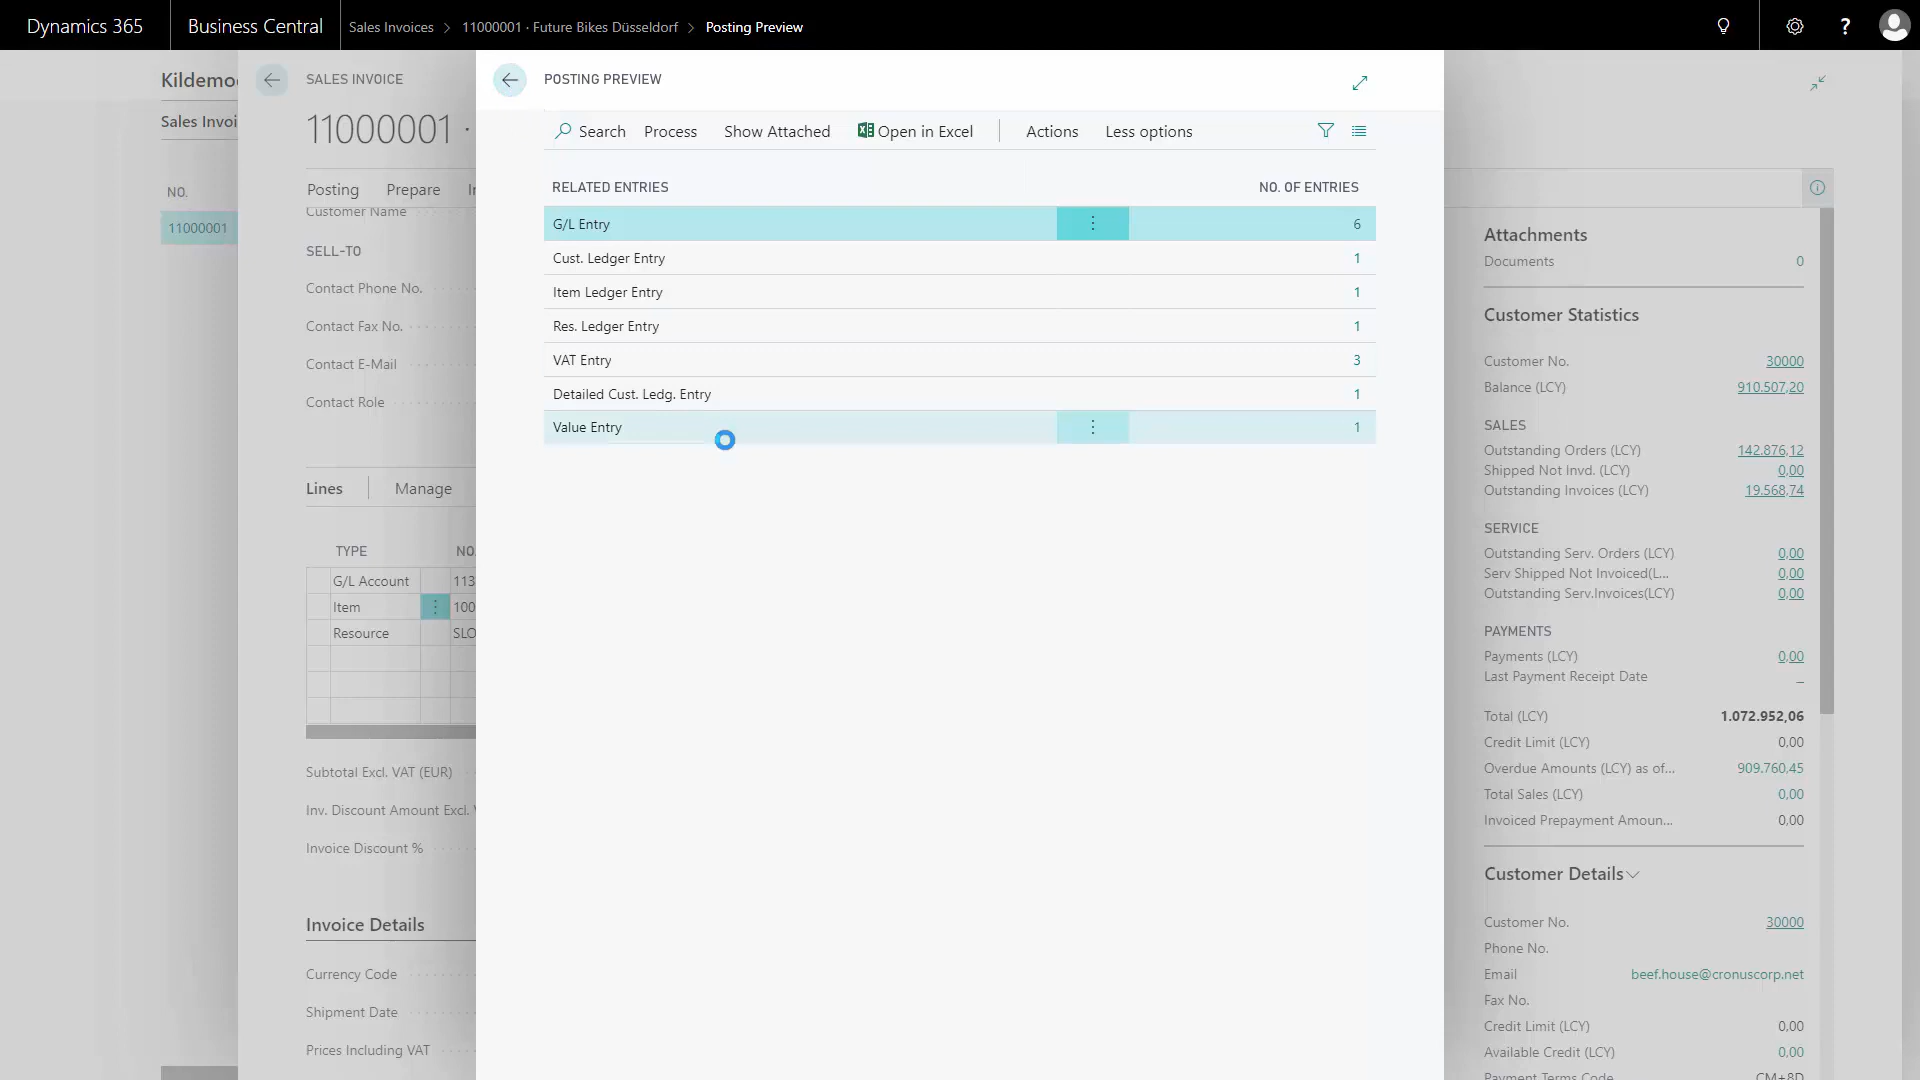 Dynamics 365
Business Central
Sales Invoices > 11000001 · Future Bikes Düsseldorf > Posting Preview
?
Sales Invoi
NO.
11000001
SALES INVOICE
11000001 ·
Posting Prepare
Customer Name
SELL-TO
Contact Phone No.
Contact Fax No.
Contact E-Mail
Contact Role
Lines Manage
TYPE NO.
G/L Account 113
Item 100
Resource SLO
Subtotal Excl. VAT (EUR)
Inv. Discount Amount Excl.
Invoice Discount %
Invoice Details
Currency Code
Shipment Date
Prices Including VAT
POSTING PREVIEW
Search Process Show Attached Open in Excel Actions Less options
RELATED ENTRIES NO. OF ENTRIES
G/L Entry 6
Cust. Ledger Entry 1
Item Ledger Entry 1
Res. Ledger Entry 1
VAT Entry 3
Detailed Cust. Ledg. Entry 1
Value Entry 1
Attachments
Documents 0
Customer Statistics
Customer No. 30000
Balance (LCY) 910.507,20
SALES
Outstanding Orders (LCY) 142.876,12
Shipped Not Invd. (LCY) 0,00
Outstanding Invoices (LCY) 19.568,74
SERVICE
Outstanding Serv. Orders (LCY) 0,00
Serv Shipped Not Invoiced(L... 0,00
Outstanding Serv.Invoices(LCY) 0,00
PAYMENTS
Payments (LCY) 0,00
Last Payment Receipt Date _
Total (LCY) 1.072.952,06
Credit Limit (LCY) 0,00
Overdue Amounts (LCY) as of... 909.760,45
Total Sales (LCY) 0,00
Invoiced Prepayment Amoun... 0,00
Customer Details
Customer No. 30000
Phone No.
Email beef.house@cronuscorp.net
Fax No.
Credit Limit (LCY) 0,00
Available Credit (LCY) 0,00
Payment Terms Code CM+8D